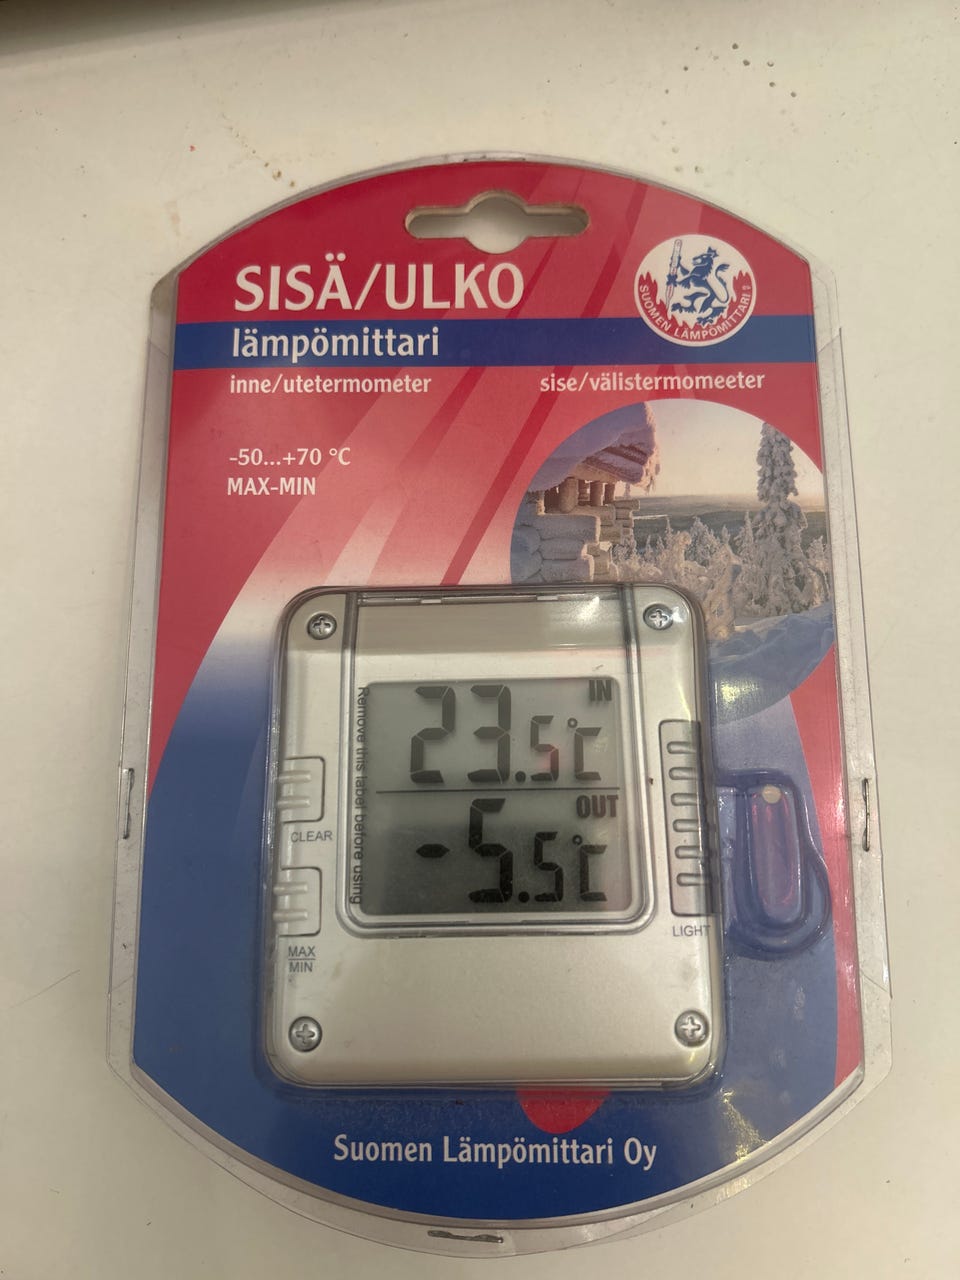 SISÄ/ULKO
SUOMEN LÄMPÖMITTARI
lämpömittari
inne/utetermometer
sise/välistermomeeter
-50...+70 °C
MAX-MIN
IN
23.5°C
OUT
-5.5°C
Remove this label before using
CLEAR
MAX
MIN
LIGHT
Suomen Lämpömittari Oy